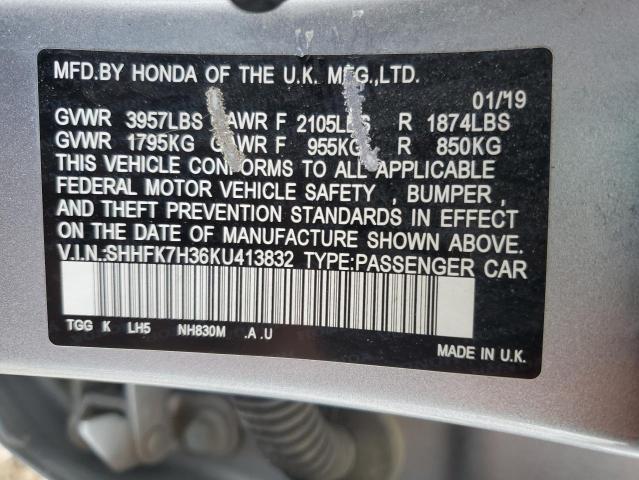 MFD.BY HONDA OF THE U.K. MFG.,LTD.
01/'19
GVWR 3957LBS GAWR F 2105LBS R 1874LBS
GVWR 1795KG GAWR F 955KG R 850KG
THIS VEHICLE CONFORMS TO ALL APPLICABLE
FEDERAL MOTOR VEHICLE SAFETY , BUMPER ,
AND THEFT PREVENTION STANDARDS IN EFFECT
ON THE DATE OF MANUFACTURE SHOWN ABOVE.
V.I.N.:SHHFK7H36KU413832 TYPE:PASSENGER CAR
TGG K LH5 NH830M .A .U
MADE IN U.K.